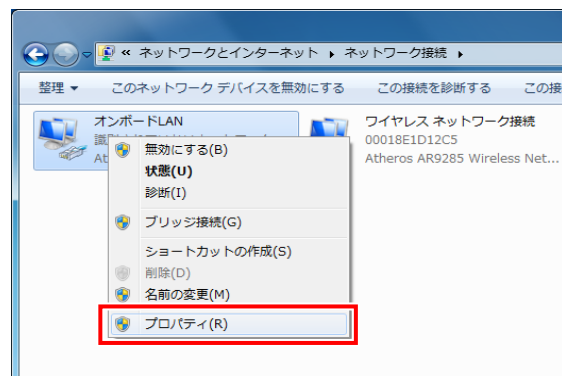 « ネットワークとインターネット ▸ ネットワーク接続 ▸
整理 ▼ このネットワーク デバイスを無効にする この接続を診断する この接
オンボードLAN
At
ワイヤレス ネットワーク接続
00018E1D12C5
Atheros AR9285 Wireless Net...
無効にする(B)
状態(U)
診断(I)
ブリッジ接続(G)
ショートカットの作成(S)
削除(D)
名前の変更(M)
プロパティ(R)